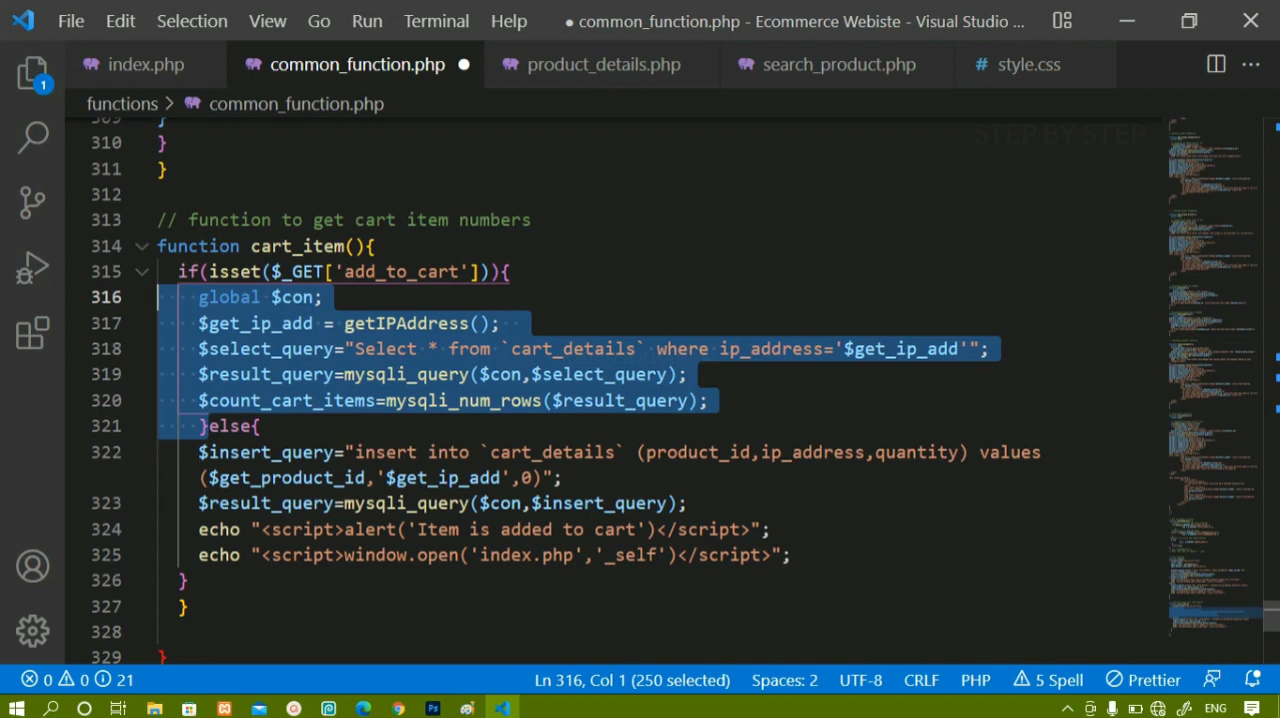 File Edit Selection View Go Run Terminal Help ● common_function.php - Ecommerce Webiste - Visual Studio ...
index.php common_function.php ● product_details.php search_product.php # style.css ...
1
functions > common_function.php
STEP BY STEP
309 }
310 }
311 }
312
313 // function to get cart item numbers
314 function cart_item(){
315 if(isset($_GET['add_to_cart'])){
316 global $con;
317 $get_ip_add = getIPAddress();
318 $select_query="Select * from `cart_details` where ip_address='$get_ip_add'";
319 $result_query=mysqli_query($con,$select_query);
320 $count_cart_items=mysqli_num_rows($result_query);
321 }else{
322 $insert_query="insert into `cart_details` (product_id,ip_address,quantity) values
($get_product_id,'$get_ip_add',0)";
323 $result_query=mysqli_query($con,$insert_query);
324 echo "<script>alert('Item is added to cart')</script>";
325 echo "<script>window.open('index.php','_self')</script>";
326 }
327 }
328
329 }
0 0 21 Ln 316, Col 1 (250 selected) Spaces: 2 UTF-8 CRLF PHP 5 Spell Prettier
Ps ENG